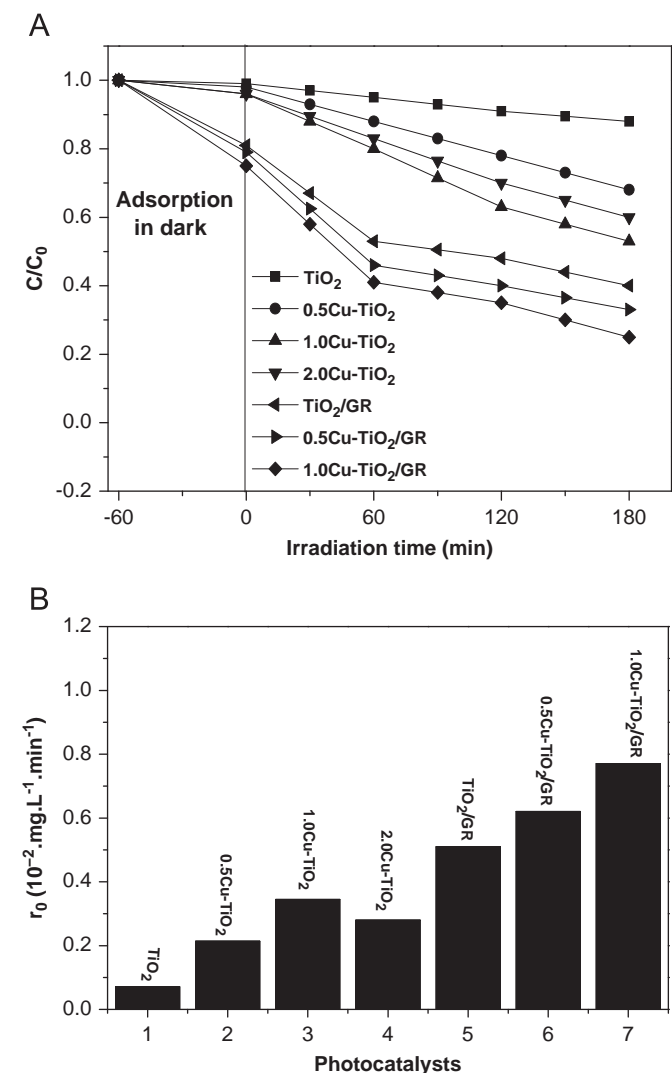 A
1.0
0.8
0.6
0.4
0.2
0.0
-0.2
C/C₀
Adsorption
in dark
TiO₂
0.5Cu-TiO₂
1.0Cu-TiO₂
2.0Cu-TiO₂
TiO₂/GR
0.5Cu-TiO₂/GR
1.0Cu-TiO₂/GR
-60 0 60 120 180
Irradiation time (min)
B
1.2
1.0
0.8
0.6
0.4
0.2
0.0
r₀ (10⁻².mg.L⁻¹.min⁻¹)
TiO₂
0.5Cu-TiO₂
1.0Cu-TiO₂
2.0Cu-TiO₂
TiO₂/GR
0.5Cu-TiO₂/GR
1.0Cu-TiO₂/GR
1 2 3 4 5 6 7
Photocatalysts